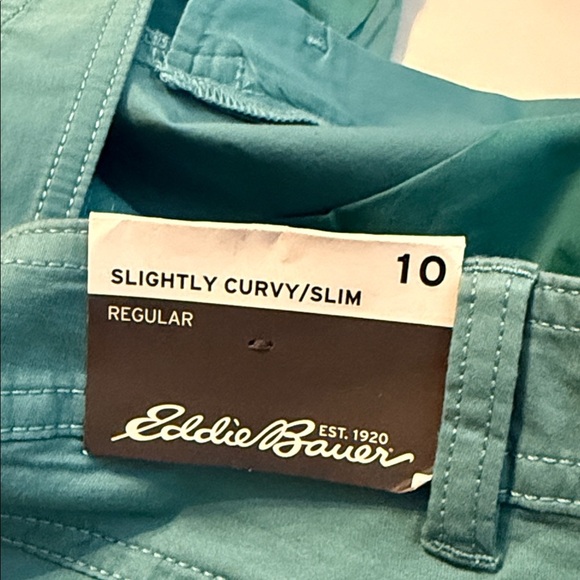 10
SLIGHTLY CURVY/SLIM
REGULAR
EST. 1920
Eddie Bauer